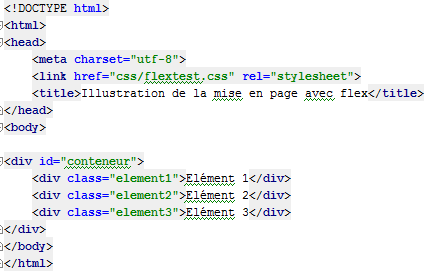 <!DOCTYPE html>
<html>
<head>
<meta charset="utf-8">
<link href="css/flextest.css" rel="stylesheet">
<title>Illustration de la mise en page avec flex</title>
</head>
<body>
<div id="conteneur">
<div class="element1">Elément 1</div>
<div class="element2">Elément 2</div>
<div class="element3">Elément 3</div>
</div>
</body>
</html>